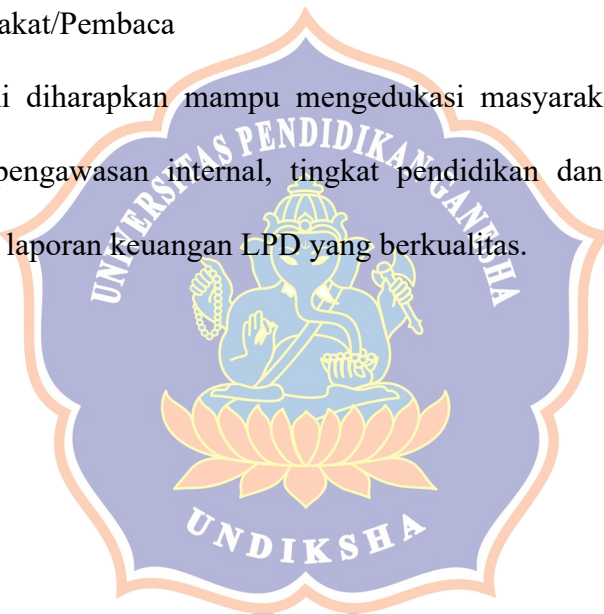 akat/Pembaca
i diharapkan mampu mengedukasi masyarak
pengawasan internal, tingkat pendidikan dan
laporan keuangan LPD yang berkualitas.
UNIVERSITAS PENDIDIKAN GANESHA
UNDIKSHA